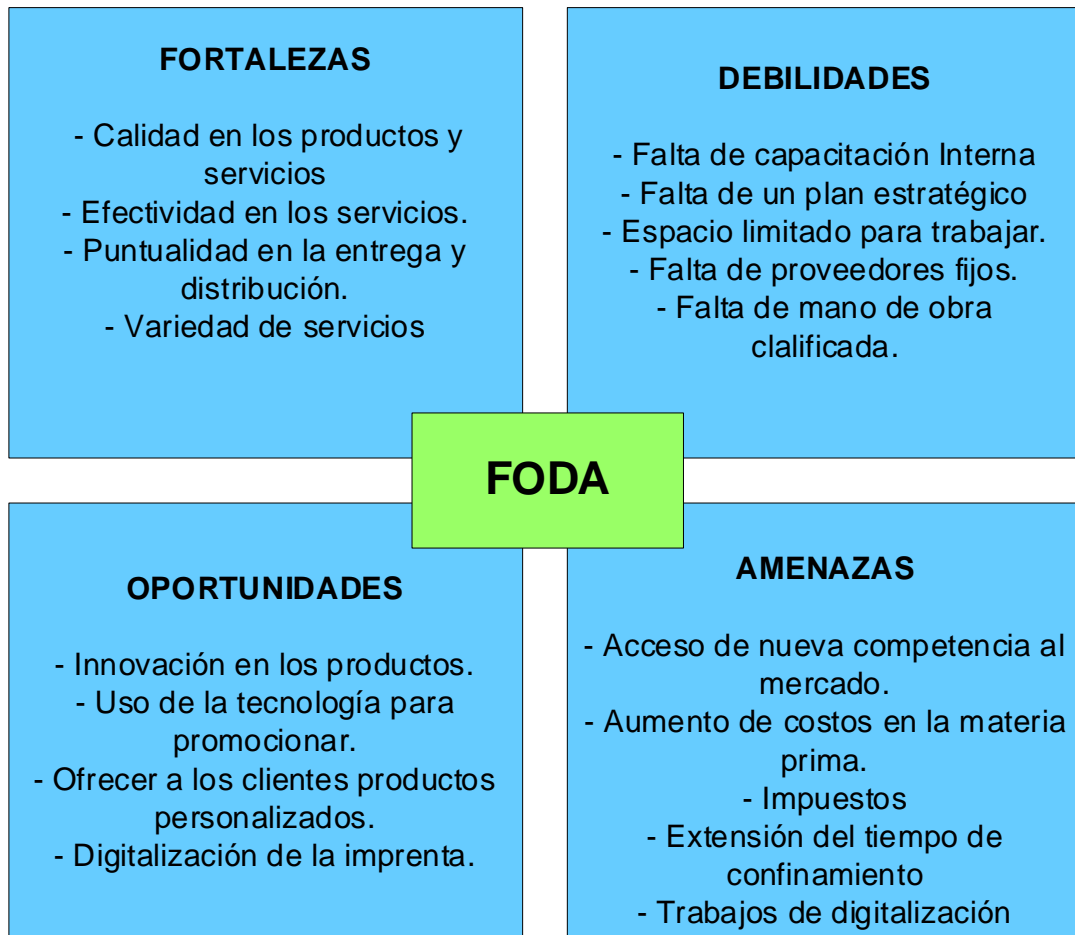 FORTALEZAS
- Calidad en los productos y
servicios
- Efectividad en los servicios.
- Puntualidad en la entrega y
distribución.
- Variedad de servicios
DEBILIDADES
- Falta de capacitación Interna
- Falta de un plan estratégico
- Espacio limitado para trabajar.
- Falta de proveedores fijos.
- Falta de mano de obra
clalificada.
FODA
OPORTUNIDADES
- Innovación en los productos.
- Uso de la tecnología para
promocionar.
- Ofrecer a los clientes productos
personalizados.
- Digitalización de la imprenta.
AMENAZAS
- Acceso de nueva competencia al
mercado.
- Aumento de costos en la materia
prima.
- Impuestos
- Extensión del tiempo de
confinamiento
- Trabajos de digitalización